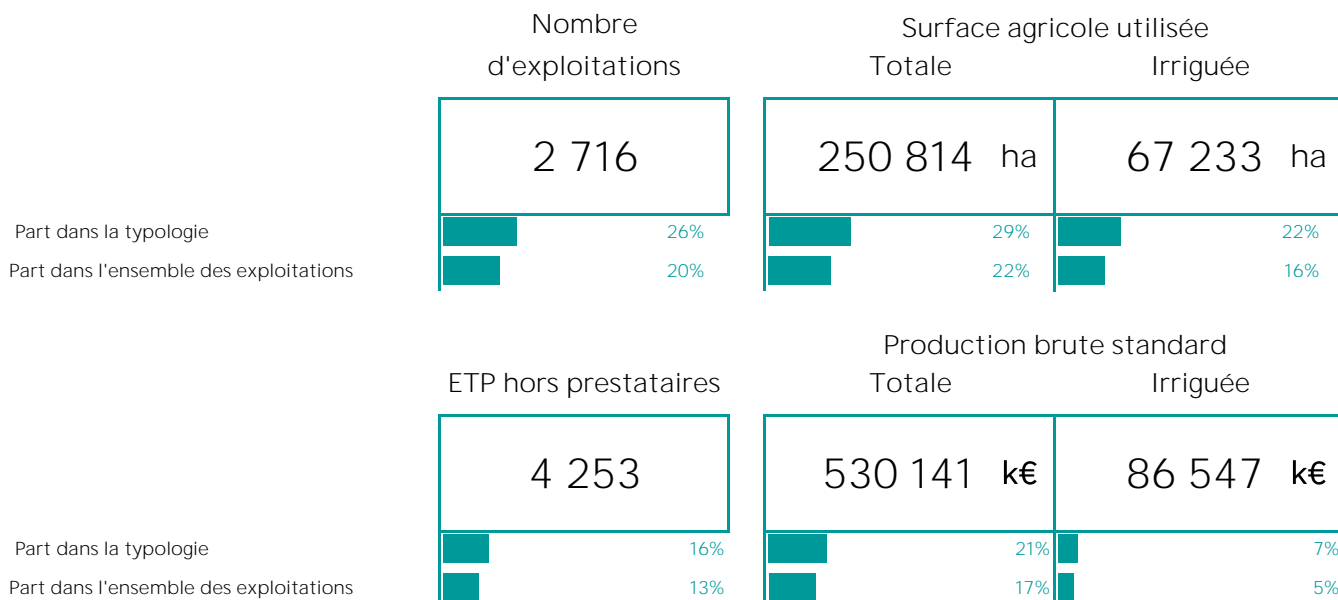 Nombre
d'exploitations
Surface agricole utilisée
Totale Irriguée
2 716 250 814 ha 67 233 ha
Part dans la typologie 26% 29% 22%
Part dans l'ensemble des exploitations 20% 22% 16%
Production brute standard
ETP hors prestataires Totale Irriguée
4 253 530 141 k€ 86 547 k€
Part dans la typologie 16% 21% 7%
Part dans l'ensemble des exploitations 13% 17% 5%